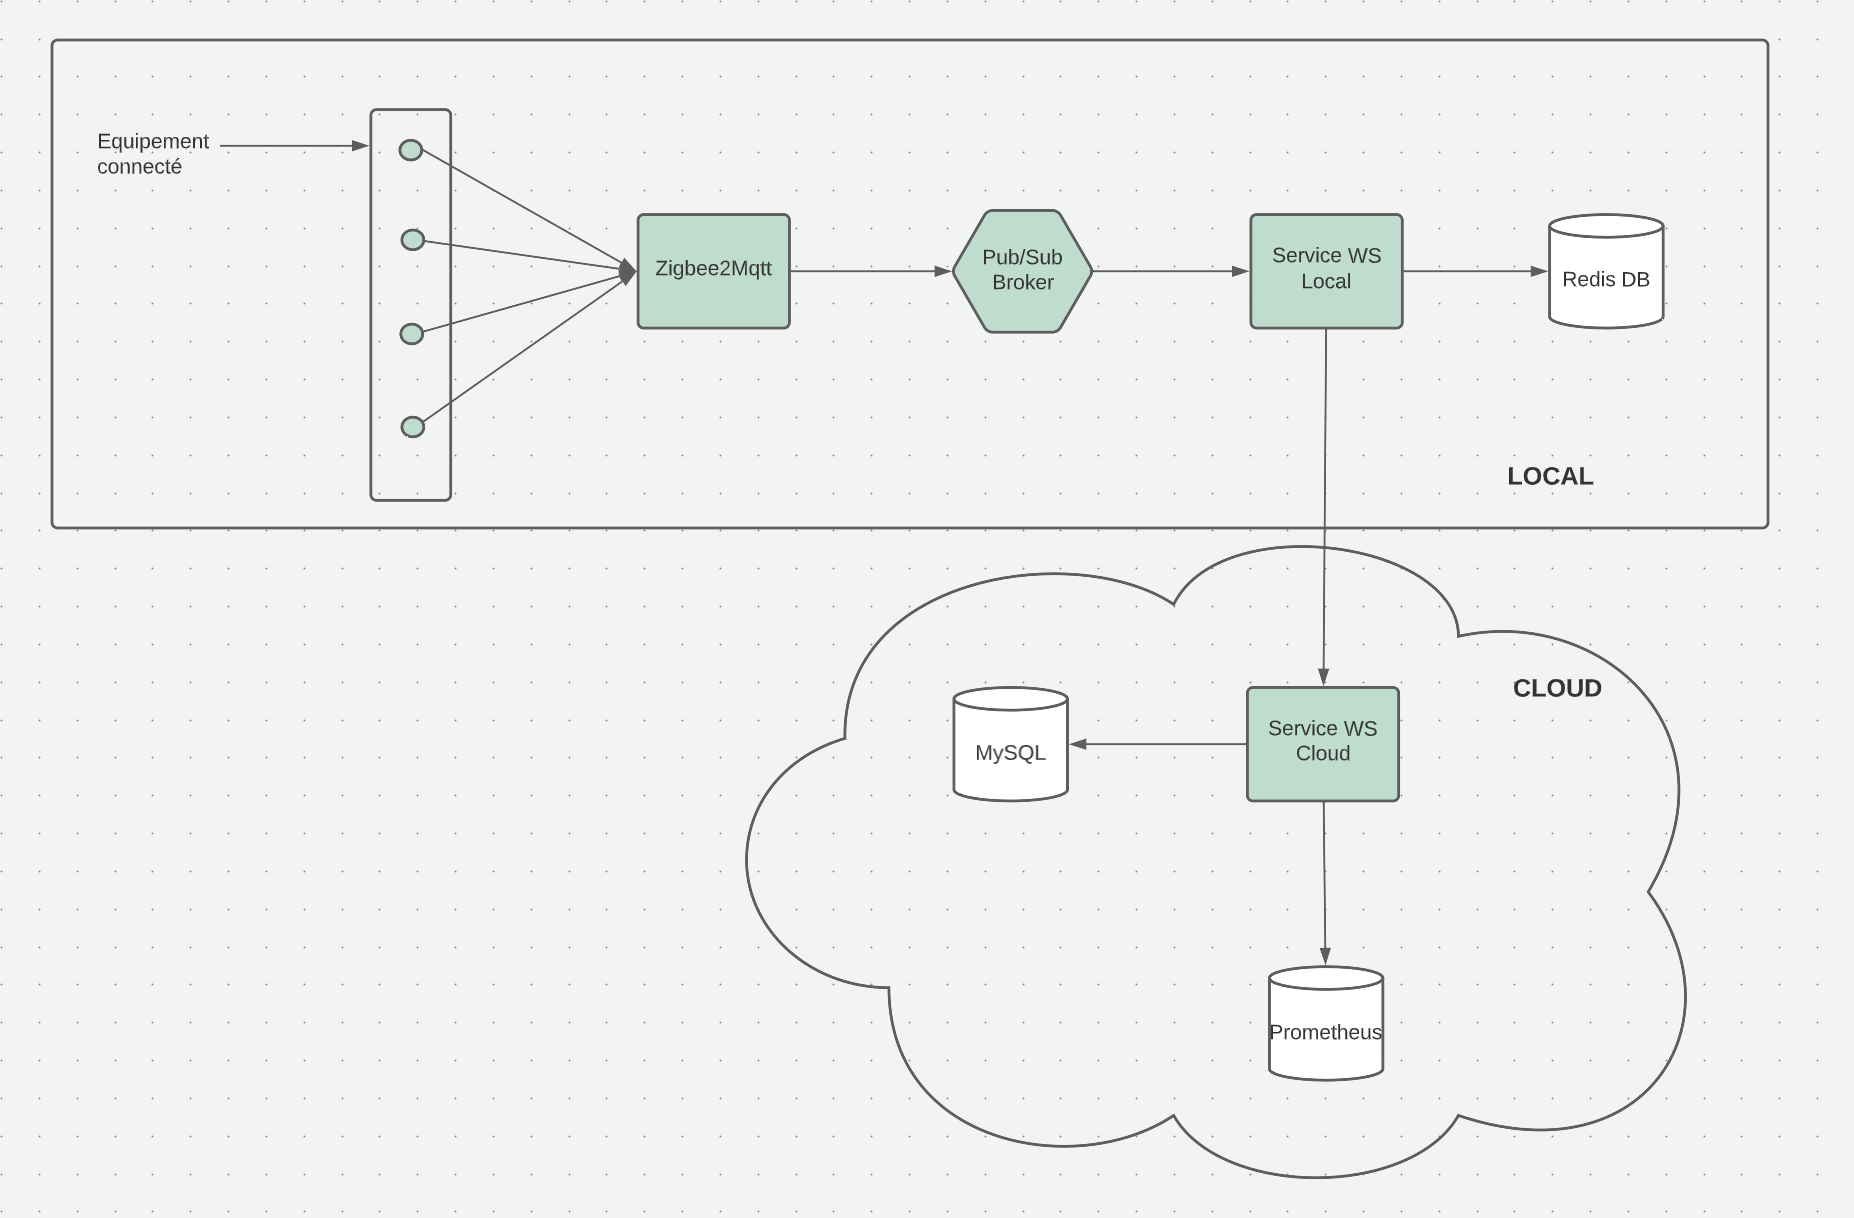 Equipement
connecté
Zigbee2Mqtt
Pub/Sub
Broker
Service WS
Local
Redis DB
LOCAL
CLOUD
MySQL
Service WS
Cloud
Prometheus